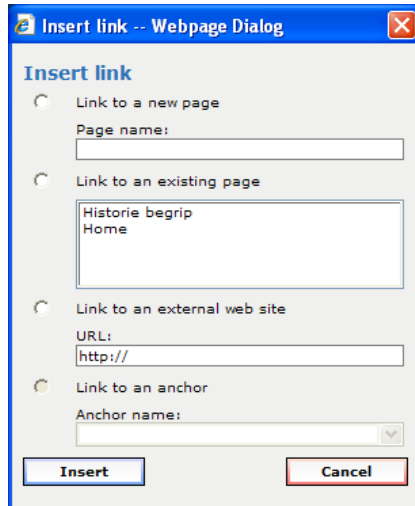 Insert link -- Webpage Dialog
Insert link
Link to a new page
Page name:
Link to an existing page
Historie begrip
Home
Link to an external web site
URL:
http://
Link to an anchor
Anchor name:
Insert Cancel